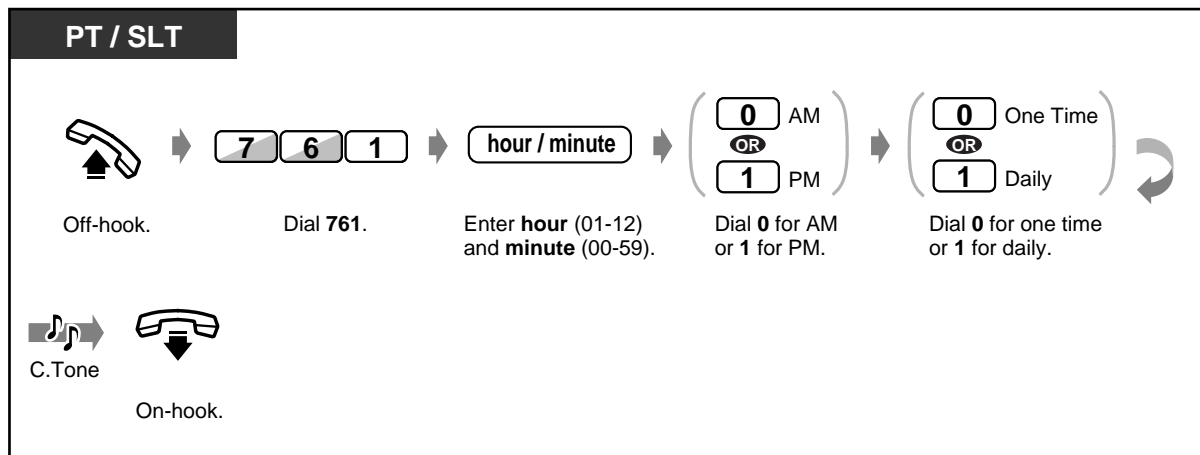 PT / SLT
Off-hook.
7 6 1
Dial 761.
hour / minute
Enter hour (01-12)
and minute (00-59).
0 AM
OR
1 PM
Dial 0 for AM
or 1 for PM.
0 One Time
OR
1 Daily
Dial 0 for one time
or 1 for daily.
C.Tone
On-hook.